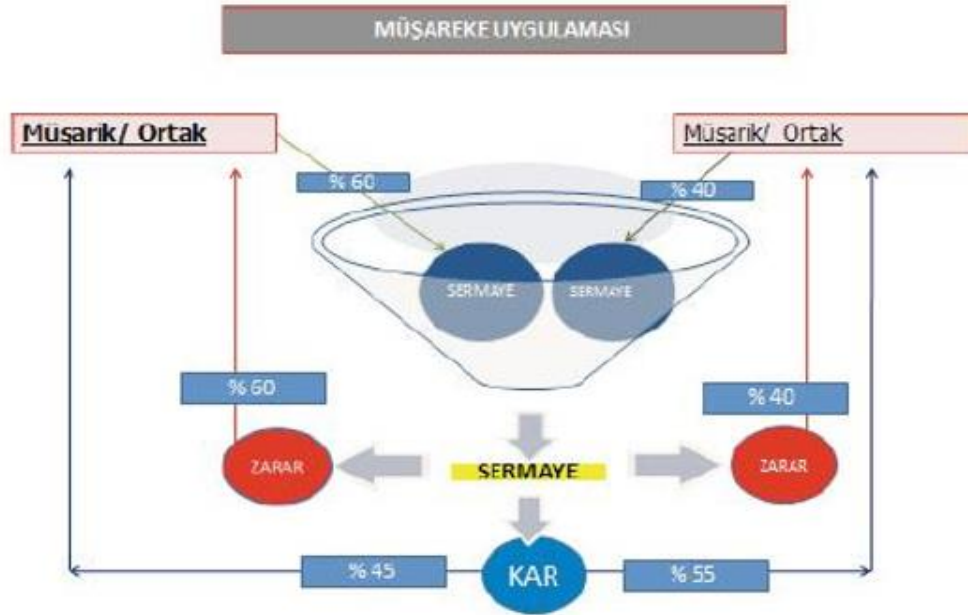 MÜŞAREKE UYGULAMASI
Müşarik/ Ortak
Müşarik/ Ortak
% 60
% 40
SERMAYE
SERMAYE
% 60
% 40
ZARAR
SERMAYE
ZARAR
% 45
KAR
% 55